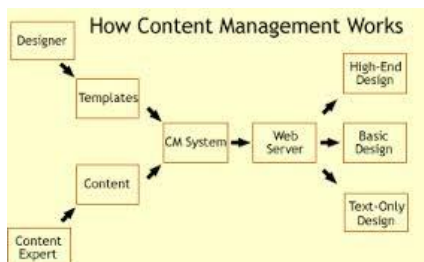 How Content Management Works
Designer
Templates
Content
Content
Expert
CM System
Web
Server
High-End
Design
Basic
Design
Text-Only
Design